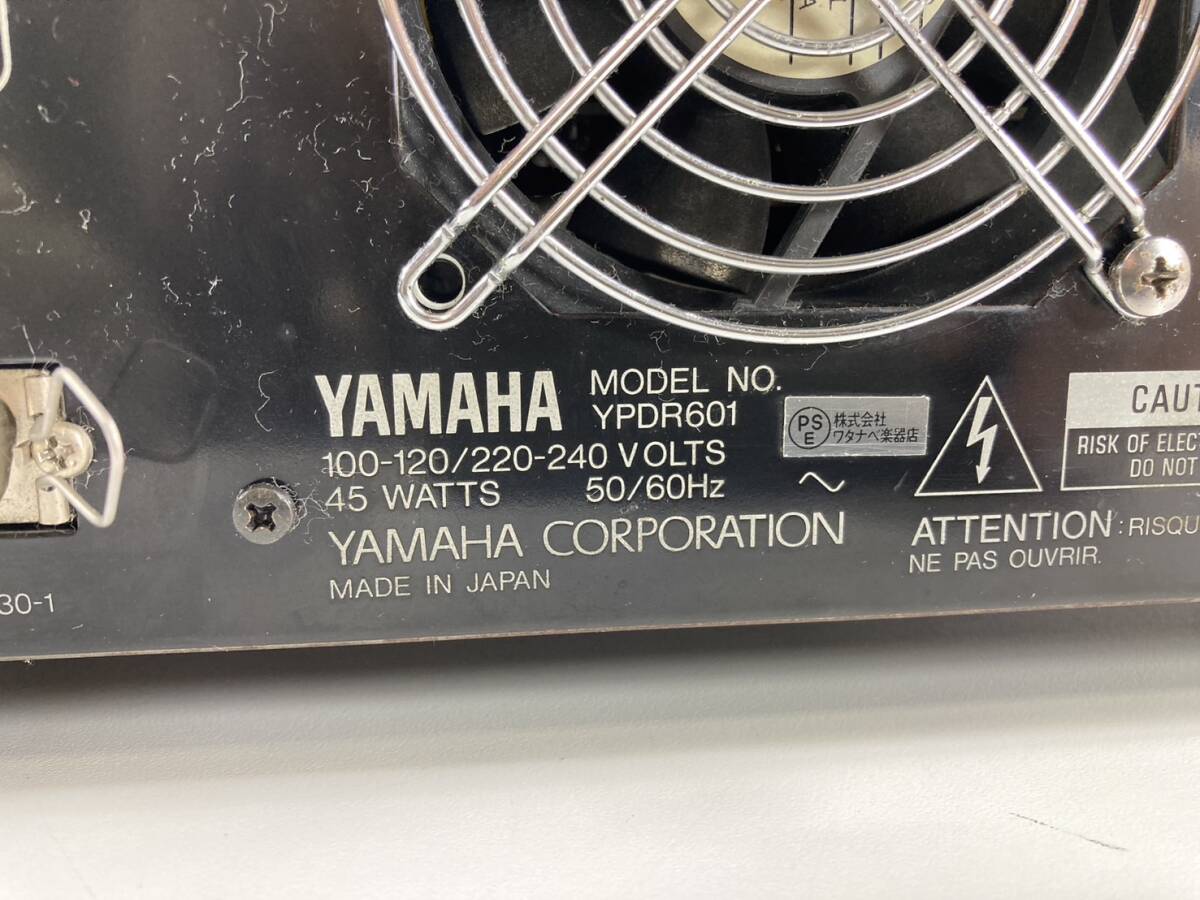 YAMAHA
MODEL NO.
YPDR601
100-120/220-240 VOLTS
45 WATTS 50/60Hz
YAMAHA CORPORATION
MADE IN JAPAN
PS
E
株式会社
ワタナベ楽器店
CAUT
RISK OF ELEC
DO NOT
ATTENTION: RISQU
NE PAS OUVRIR.
30-1